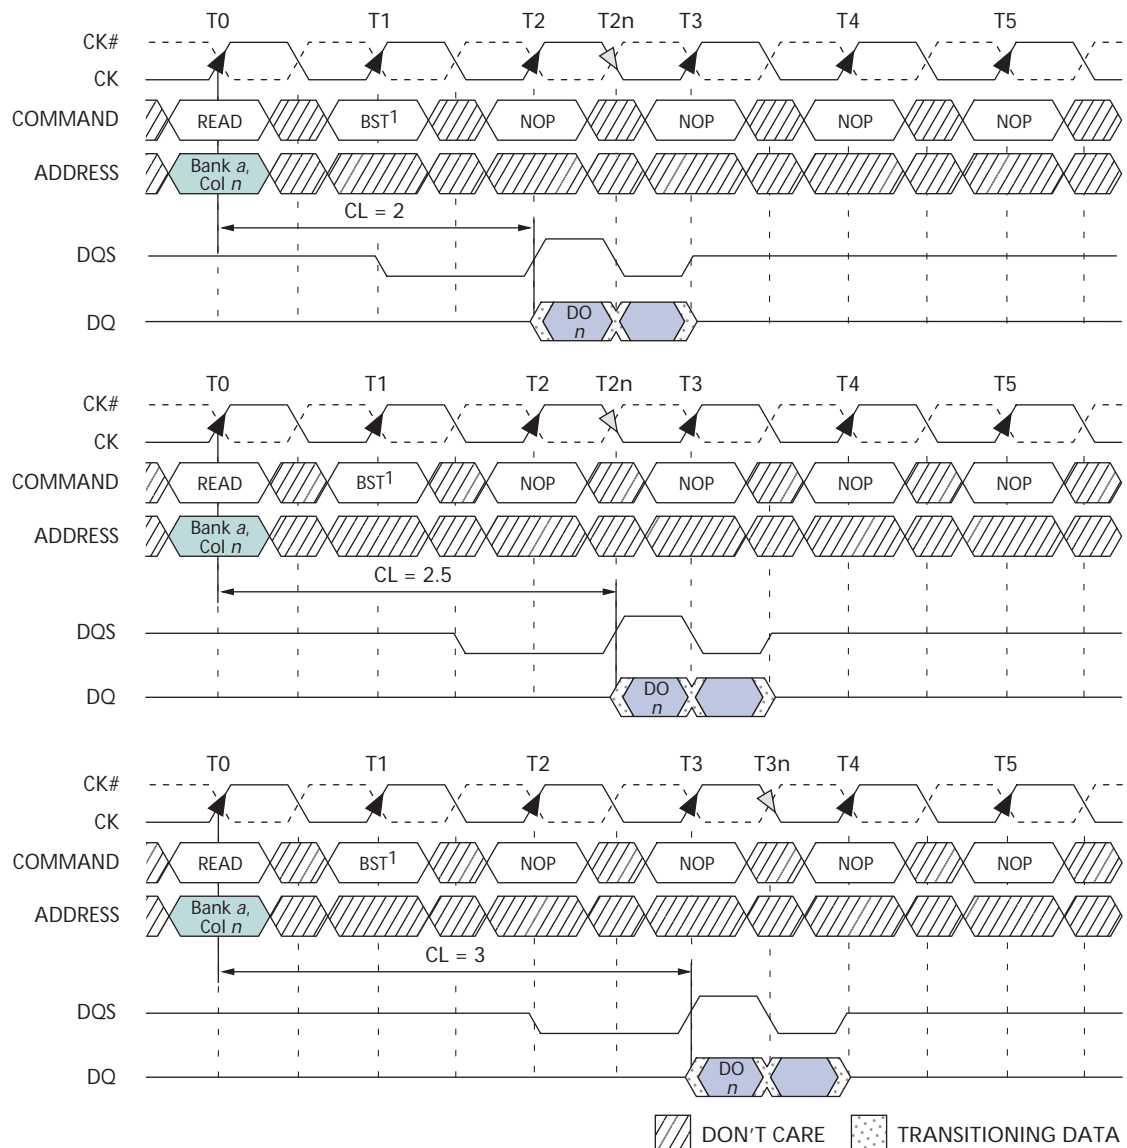 T0 T1 T2 T2n T3 T4 T5
CK#
CK
COMMAND READ BST1 NOP NOP NOP NOP
ADDRESS Bank a,
Col n
CL = 2
DQS
DQ DO
n
T0 T1 T2 T2n T3 T4 T5
CK#
CK
COMMAND READ BST1 NOP NOP NOP NOP
ADDRESS Bank a,
Col n
CL = 2.5
DQS
DQ DO
n
T0 T1 T2 T3 T3n T4 T5
CK#
CK
COMMAND READ BST1 NOP NOP NOP NOP
ADDRESS Bank a,
Col n
CL = 3
DQS
DQ DO
n
DON'T CARE TRANSITIONING DATA